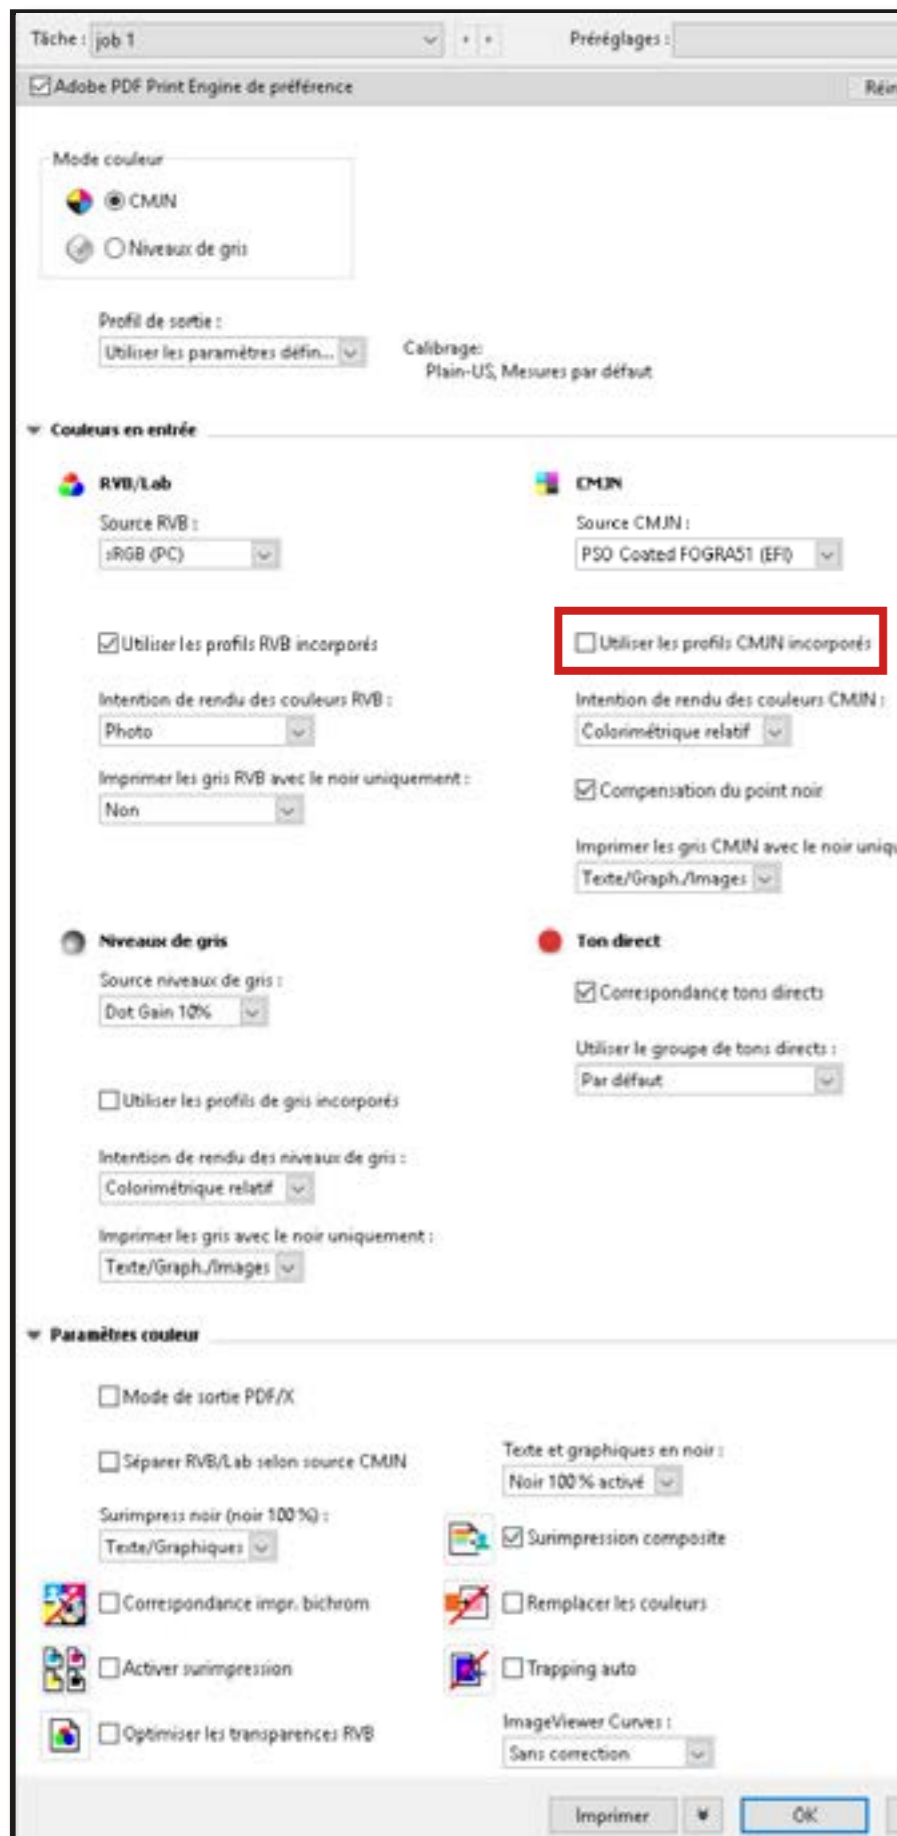 Tâche : job 1 Préréglages :
Adobe PDF Print Engine de préférence Réin
Mode couleur
CMJN
Niveaux de gris
Profil de sortie :
Utiliser les paramètres défin...
Calibrage:
Plain-US, Mesures par défaut
Couleurs en entrée
RVB/Lab
Source RVB :
sRGB (PC)
Utiliser les profils RVB incorporés
Intention de rendu des couleurs RVB :
Photo
Imprimer les gris RVB avec le noir uniquement :
Non
CMJN
Source CMJN :
PSO Coated FOGRA51 (EFI)
Utiliser les profils CMJN incorporés
Intention de rendu des couleurs CMJN :
Colorimétrique relatif
Compensation du point noir
Imprimer les gris CMJN avec le noir uniqu
Texte/Graph./Images
Niveaux de gris
Source niveaux de gris :
Dot Gain 10%
Utiliser les profils de gris incorporés
Intention de rendu des niveaux de gris :
Colorimétrique relatif
Imprimer les gris avec le noir uniquement :
Texte/Graph./Images
Ton direct
Correspondance tons directs
Utiliser le groupe de tons directs :
Par défaut
Paramètres couleur
Mode de sortie PDF/X
Séparer RVB/Lab selon source CMJN
Surimpress noir (noir 100%) :
Texte/Graphiques
Correspondance impr. bichrom
Activer surimpression
Optimiser les transparences RVB
Texte et graphiques en noir :
Noir 100% activé
Surimpression composite
Remplacer les couleurs
Trapping auto
ImageViewer Curves :
Sans correction
Imprimer OK